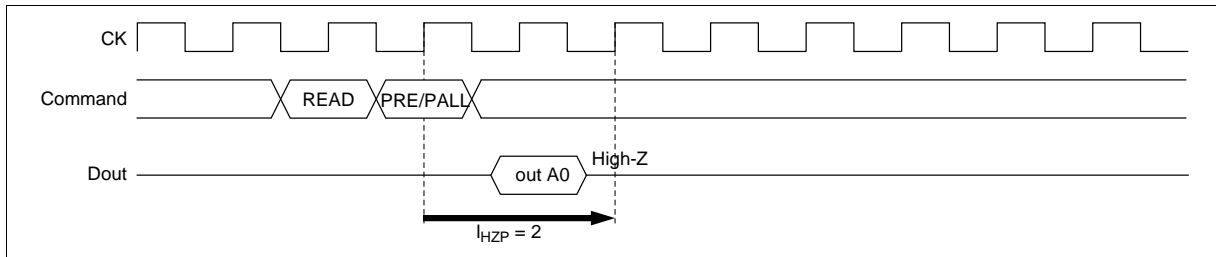 CK
Command
READ
PRE/PALL
High-Z
Dout
out A0
lHZP = 2